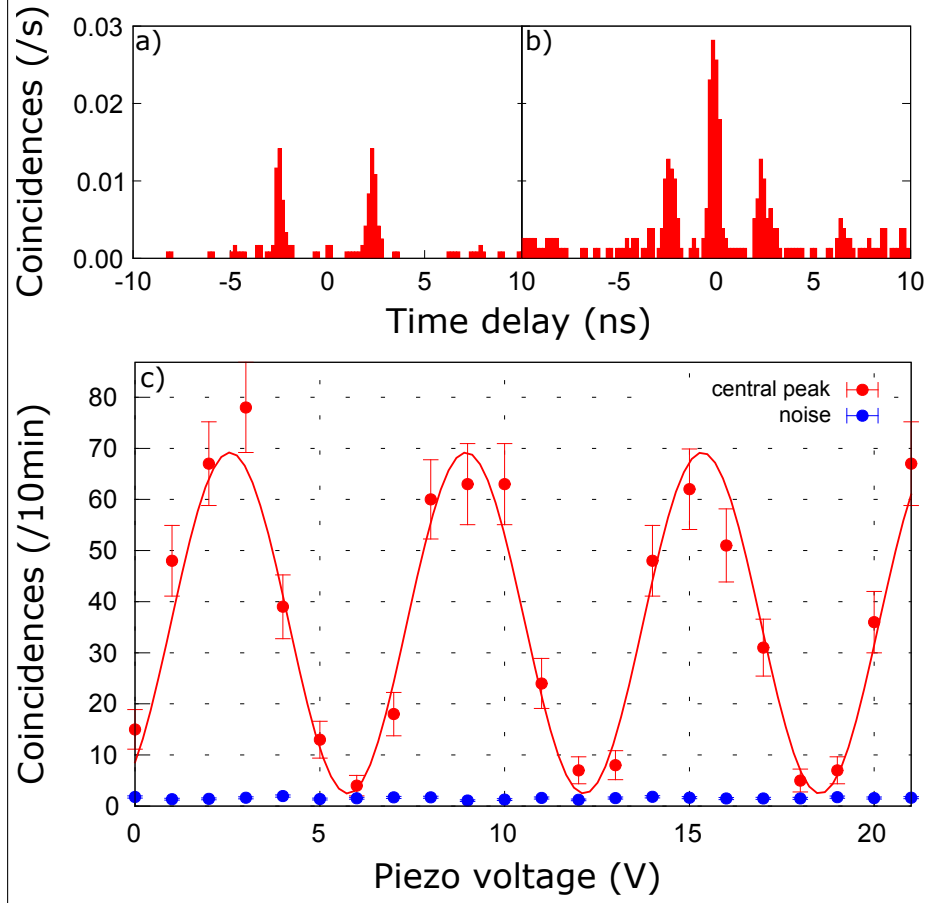 a)
b)
Coincidences (/s)
0.03
0.02
0.01
0.00
-10 -5 0 5 10 -5 0 5 10
Time delay (ns)
c)
central peak
noise
Coincidences (/10min)
80
70
60
50
40
30
20
10
0
0 5 10 15 20
Piezo voltage (V)